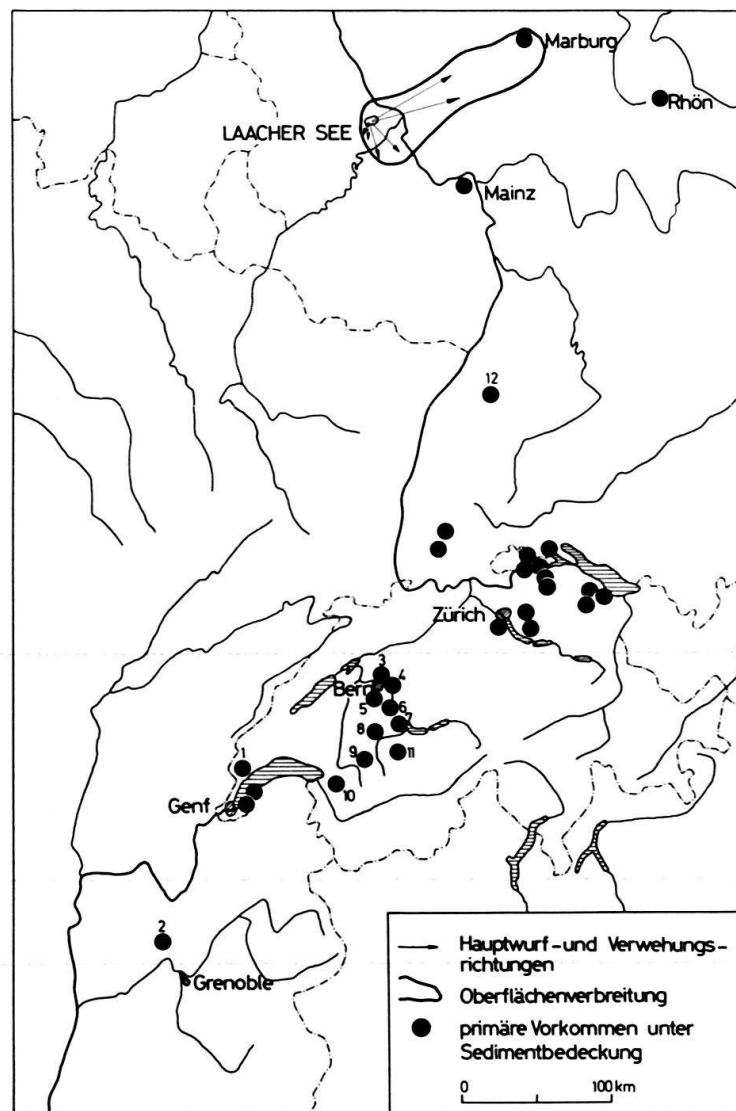 Marburg
Rhön
LAACHER SEE
Mainz
12
Zürich
3
Bern
4
5
6
7
8
9
11
10
1
Genf
2
Grenoble
Hauptwurf- und Verwehungs-
richtungen
Oberflächenverbreitung
primäre Vorkommen unter
Sedimentbedeckung
0 100 km